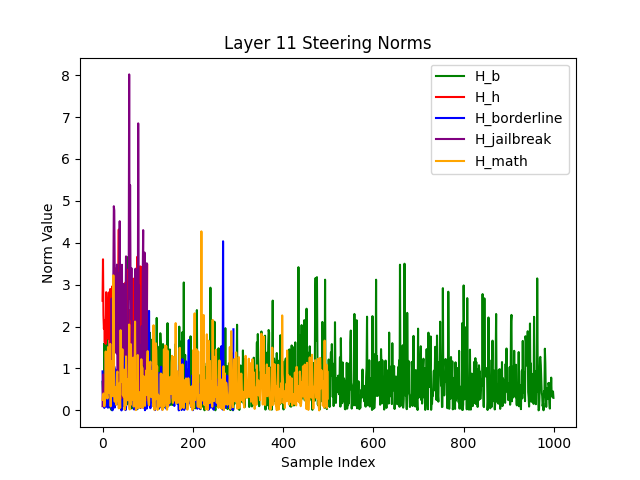 Layer 11 Steering Norms
Norm Value
8
7
6
5
4
3
2
1
0
H_b
H_h
H_borderline
H_jailbreak
H_math
0 200 400 600 800 1000
Sample Index